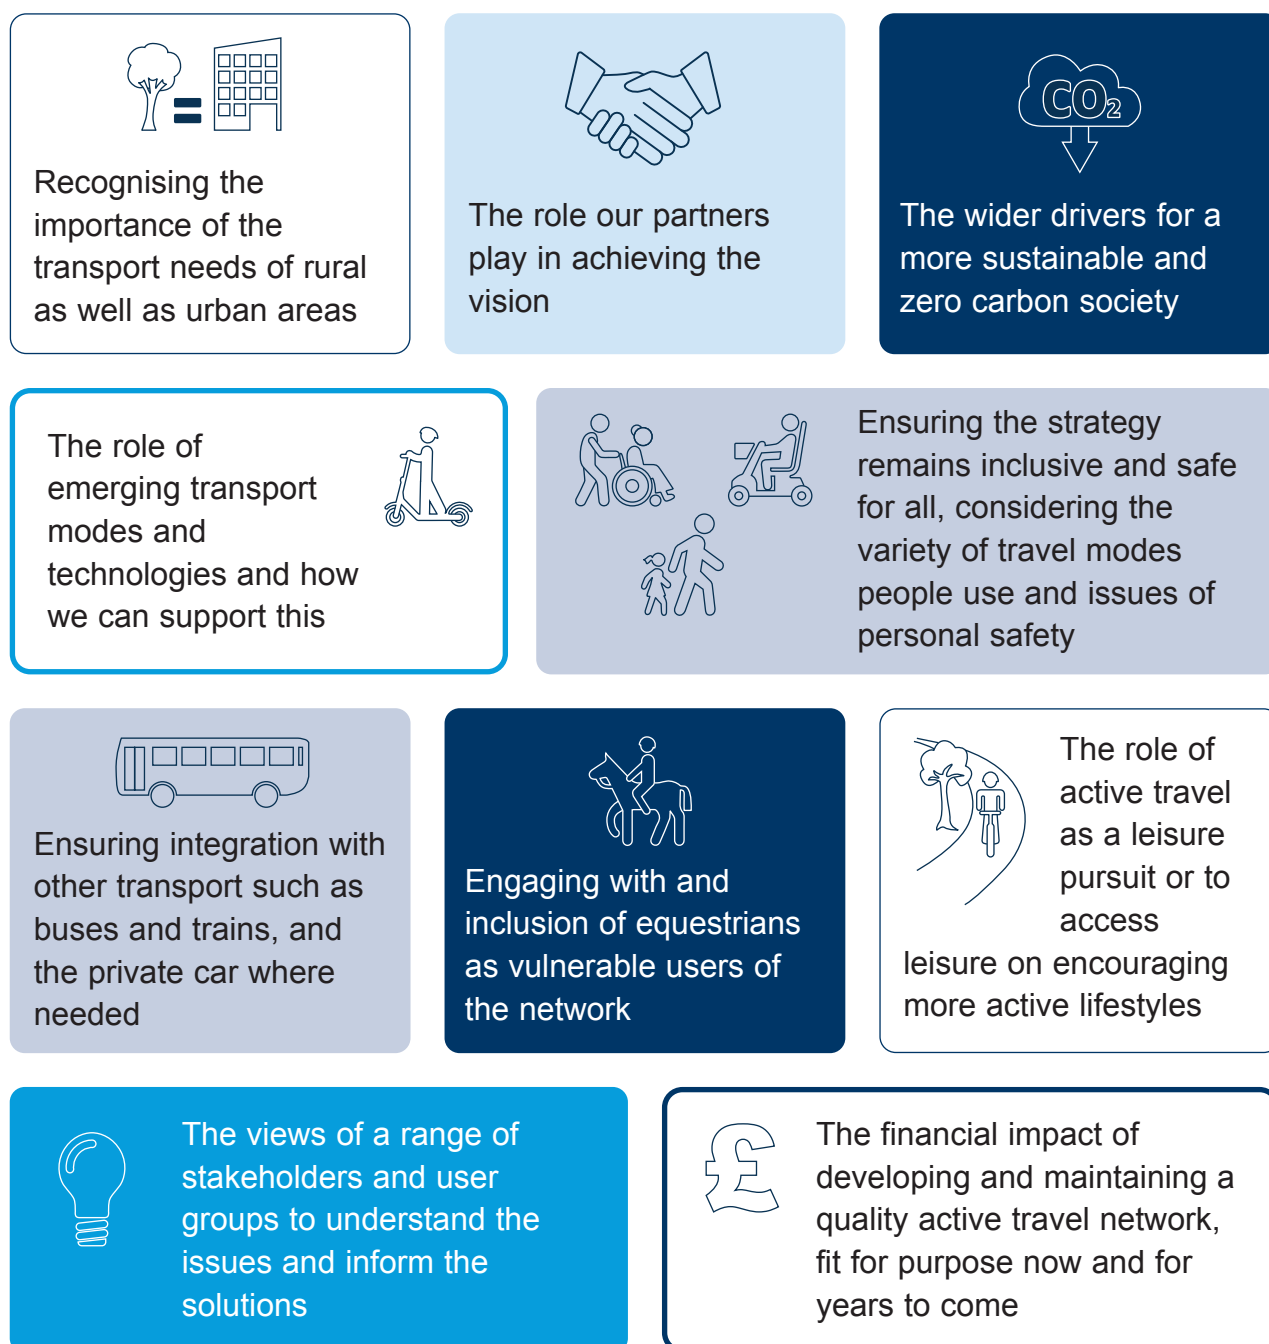 Recognising the
importance of the
transport needs of rural
as well as urban areas
The role our partners
play in achieving the
vision
CO₂
The wider drivers for a
more sustainable and
zero carbon society
The role of
emerging transport
modes and
technologies and how
we can support this
Ensuring the strategy
remains inclusive and safe
for all, considering the
variety of travel modes
people use and issues of
personal safety
Ensuring integration with
other transport such as
buses and trains, and
the private car where
needed
Engaging with and
inclusion of equestrians
as vulnerable users of
the network
The role of
active travel
as a leisure
pursuit or to
access
leisure on encouraging
more active lifestyles
The views of a range of
stakeholders and user
groups to understand the
issues and inform the
solutions
£
The financial impact of
developing and maintaining a
quality active travel network,
fit for purpose now and for
years to come